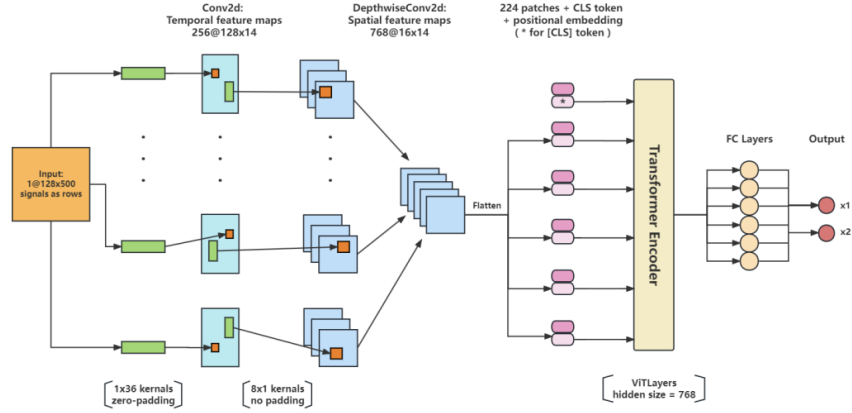 Conv2d:
Temporal feature maps
256@128x14
DepthwiseConv2d:
Spatial feature maps
768@16x14
224 patches + CLS token
+ positional embedding
( * for [CLS] token )
Input:
1@128x500
signals as rows
*
Flatten
Transformer Encoder
FC Layers
Output
x1
x2
1x36 kernals
zero-padding
8x1 kernals
no padding
ViTLayers
hidden size = 768